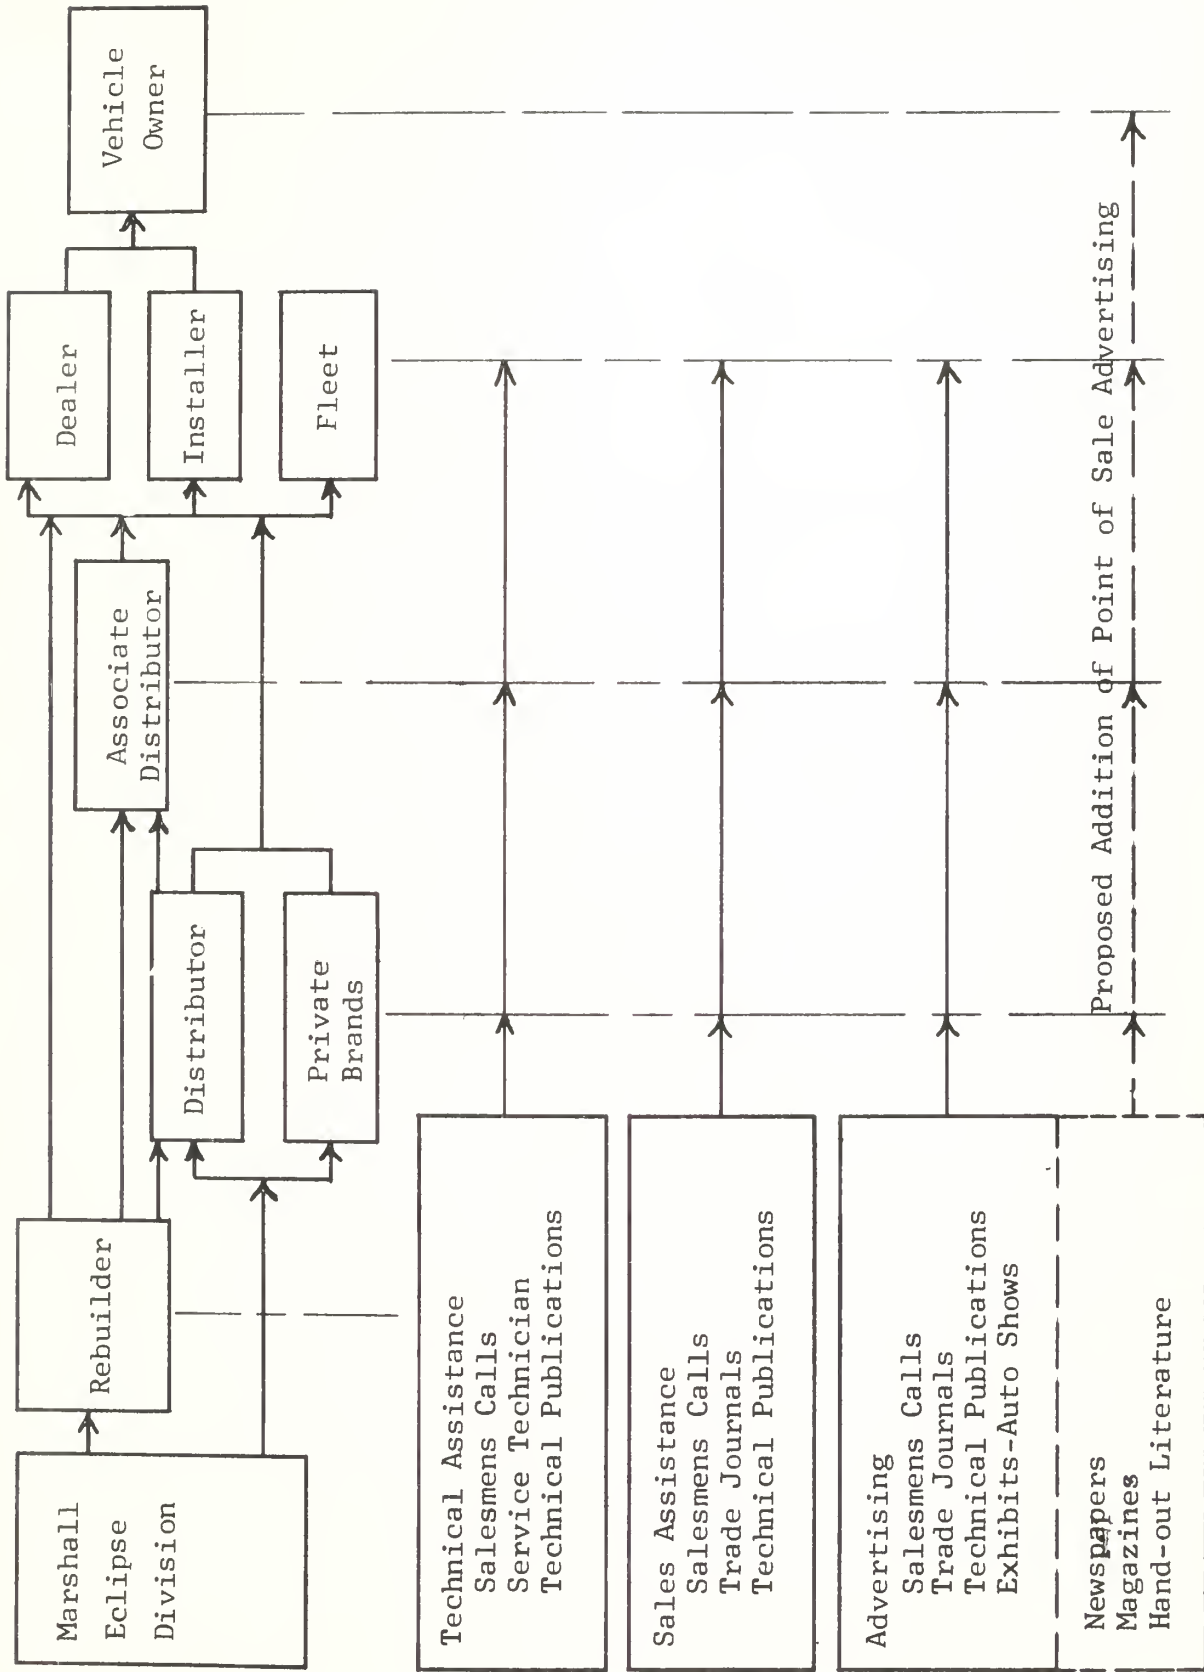 Marshall
Eclipse
Division
Rebuilder
Distributor
Private
Brands
Associate
Distributor
Dealer
Installer
Fleet
Vehicle
Owner
Technical Assistance
Salesmens Calls
Service Technician
Technical Publications
Sales Assistance
Salesmens Calls
Trade Journals
Technical Publications
Advertising
Salesmens Calls
Trade Journals
Technical Publications
Exhibits-Auto Shows
Newspapers
Magazines
Hand-out Literature
Proposed Addition of Point of Sale Advertising